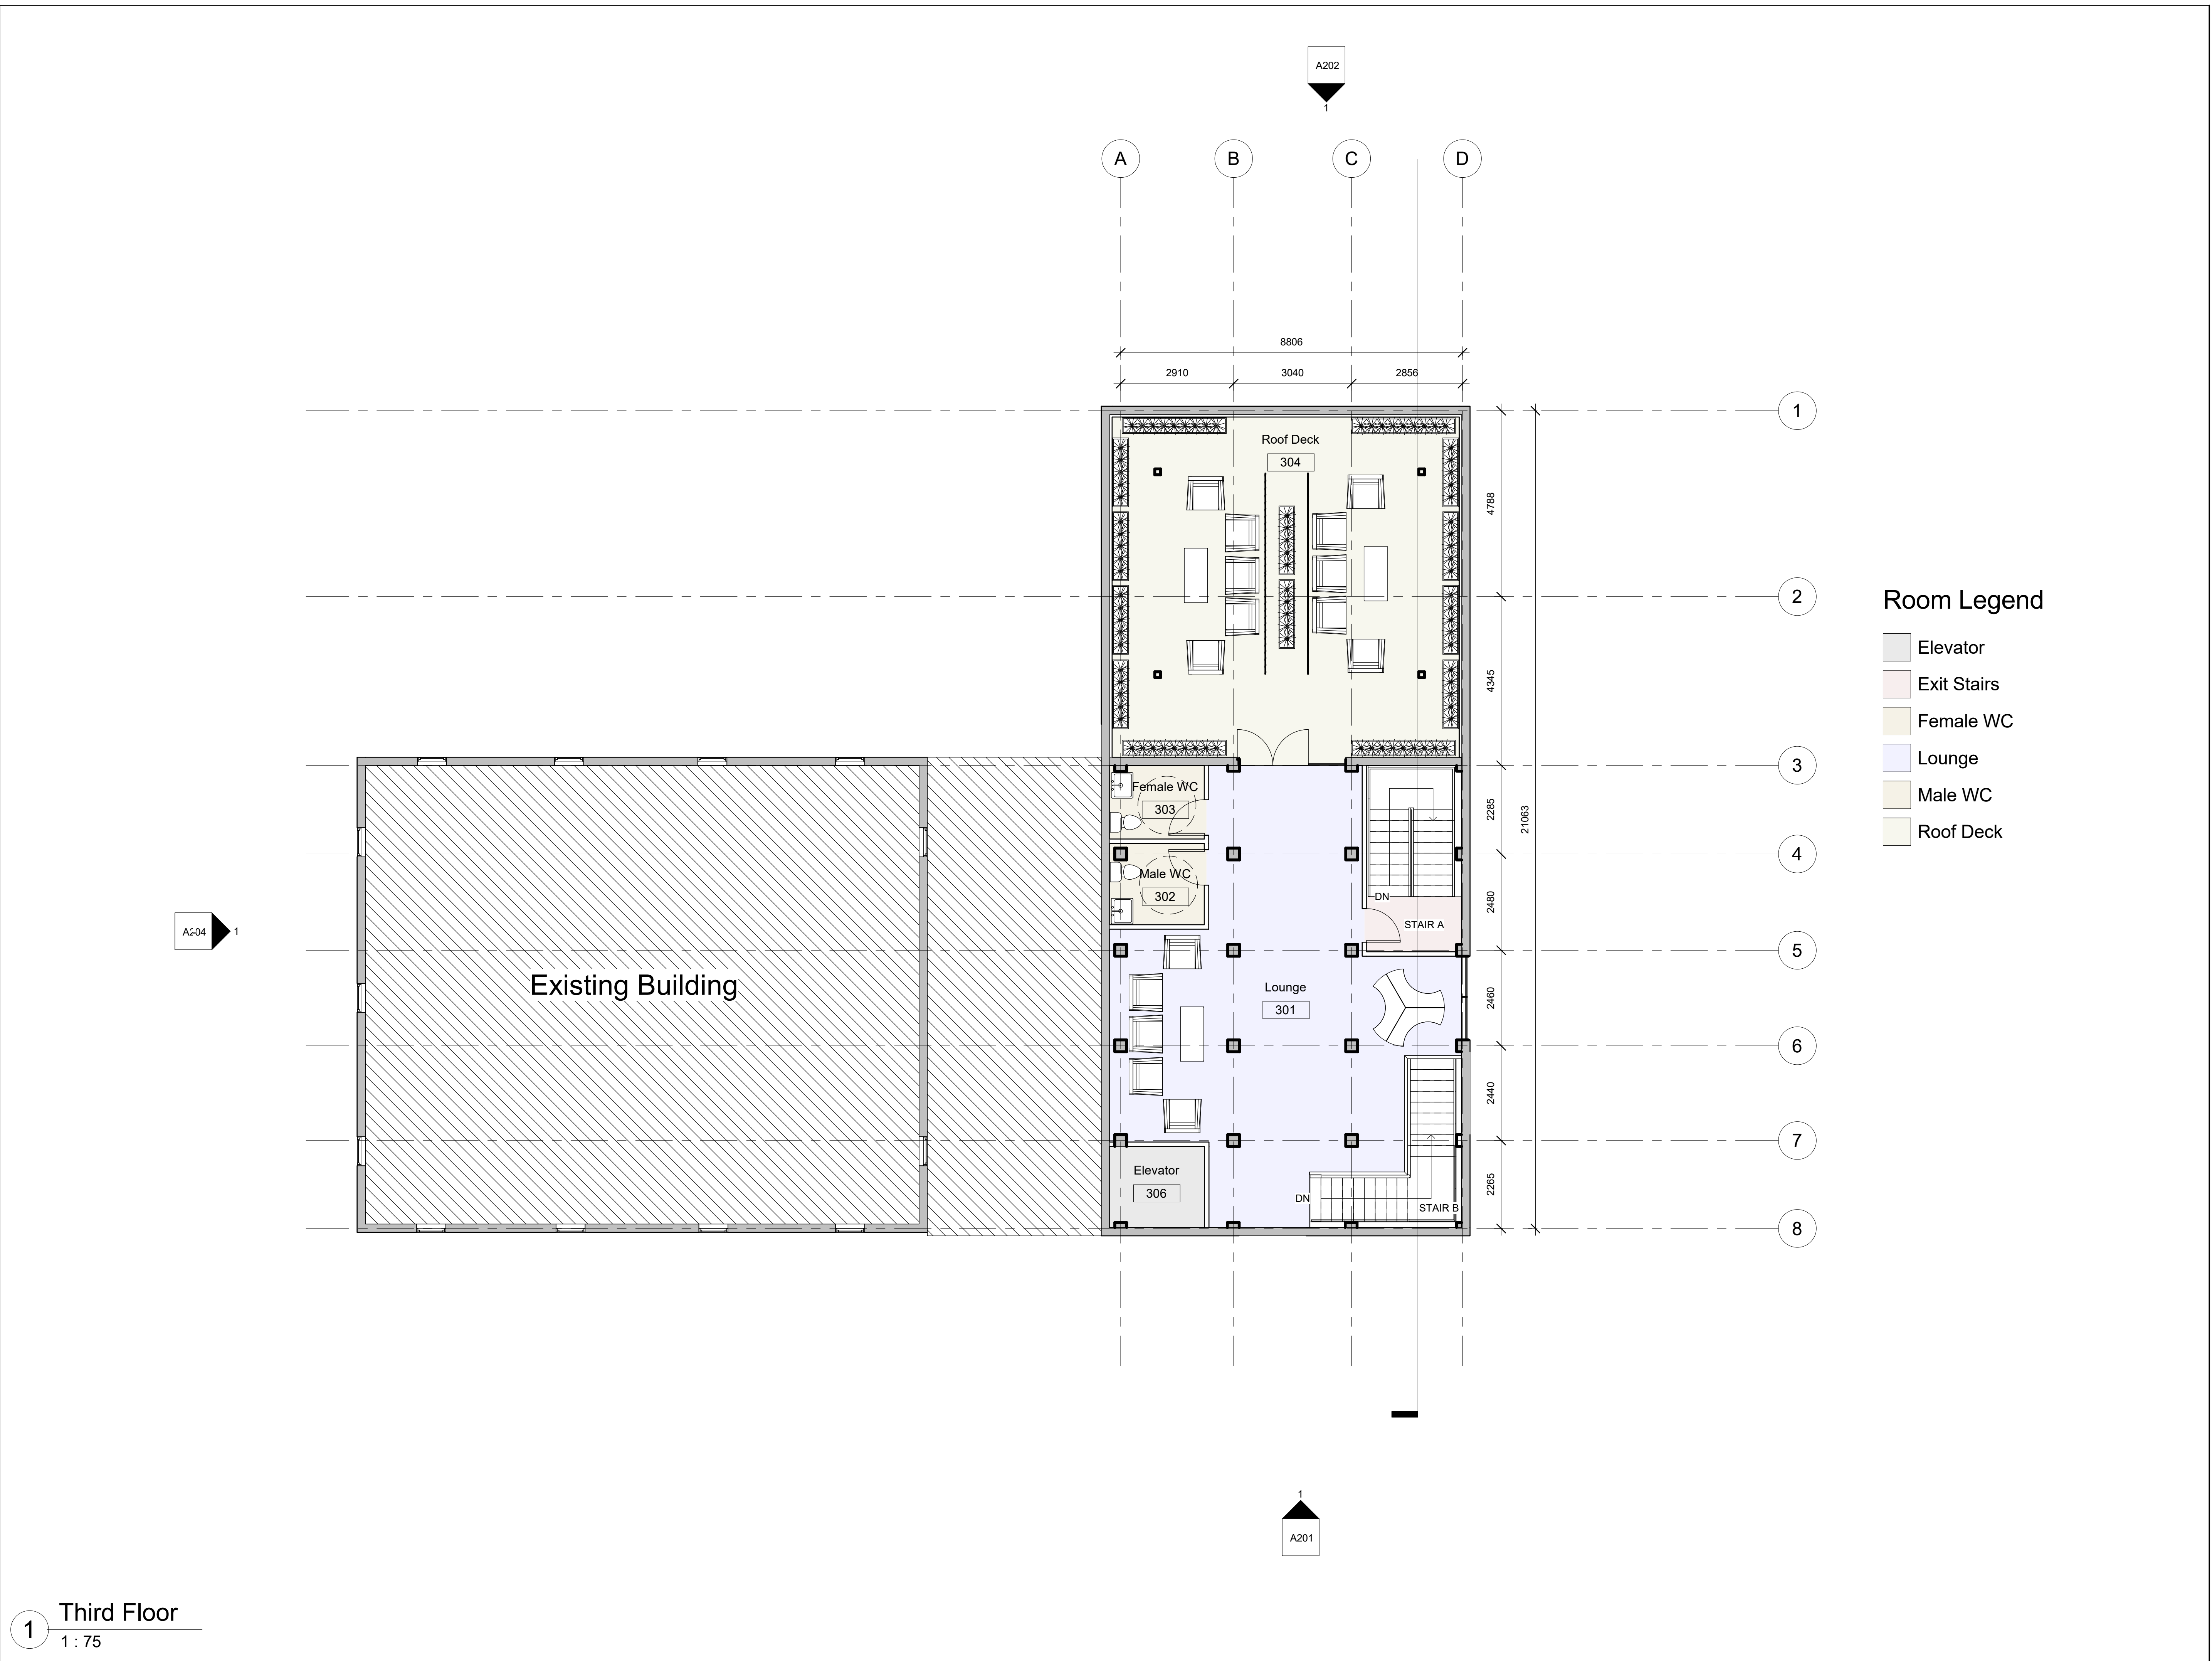 A202
1
A
B
C
D
8806
2910
3040
2856
1
Roof Deck
304
4788
2
Room Legend
Elevator
Exit Stairs
Female WC
Lounge
Male WC
Roof Deck
4345
3
Female WC
303
2285
21063
4
Male WC
302
DN
2480
STAIR A
A204
1
5
Existing Building
Lounge
301
2460
6
2440
7
Elevator
306
DN
STAIR B
2265
8
1
A201
1
Third Floor
1 : 75